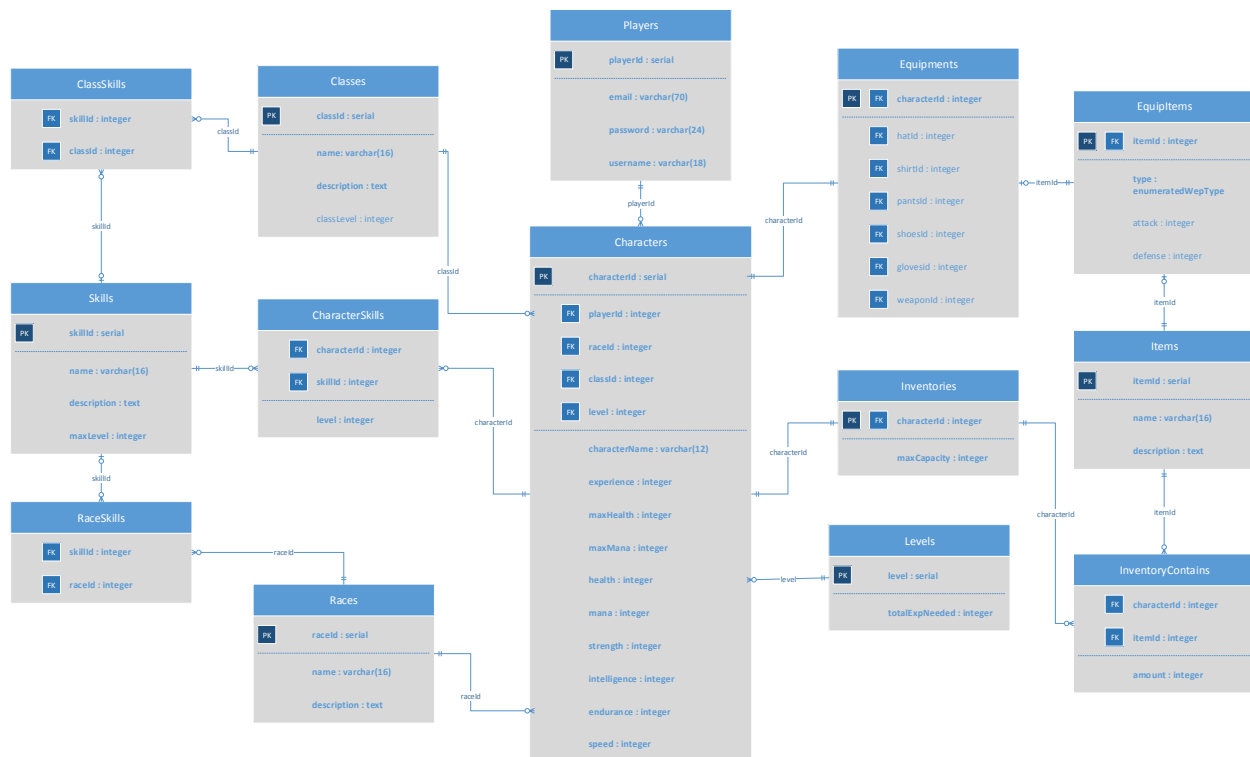 Players
PK playerId : serial
email : varchar(70)
password : varchar(24)
username : varchar(18)
playerId
ClassSkills
FK skillId : integer
FK classId : integer
skillId
classId
Classes
PK classId : serial
name: varchar(16)
description : text
classLevel : integer
classId
Equipments
PK FK characterId : integer
FK hatId : integer
FK shirtId : integer
FK pantsId : integer
FK shoesId : integer
FK glovesId : integer
FK weaponId : integer
characterId
itemId
EquipItems
PK FK itemId : integer
type :
enumeratedWepType
attack : integer
defense : integer
itemId
Skills
PK skillId : serial
name : varchar(16)
description : text
maxLevel : integer
skillId
skillId
CharacterSkills
FK characterId : integer
FK skillId : integer
level : integer
characterId
Characters
PK characterId : serial
FK playerId : integer
FK raceId : integer
FK classId : integer
FK level : integer
characterName : varchar(12)
experience : integer
maxHealth : integer
maxMana : integer
health : integer
mana : integer
strength : integer
intelligence : integer
endurance : integer
speed : integer
characterId
Inventories
PK FK characterId : integer
maxCapacity : integer
characterId
Items
PK itemId : serial
name : varchar(16)
description : text
itemId
RaceSkills
FK skillId : integer
FK raceId : integer
raceId
Races
PK raceId : serial
name : varchar(16)
description : text
raceId
Levels
PK level : serial
totalExpNeeded : integer
level
InventoryContains
FK characterId : integer
FK itemId : integer
amount : integer